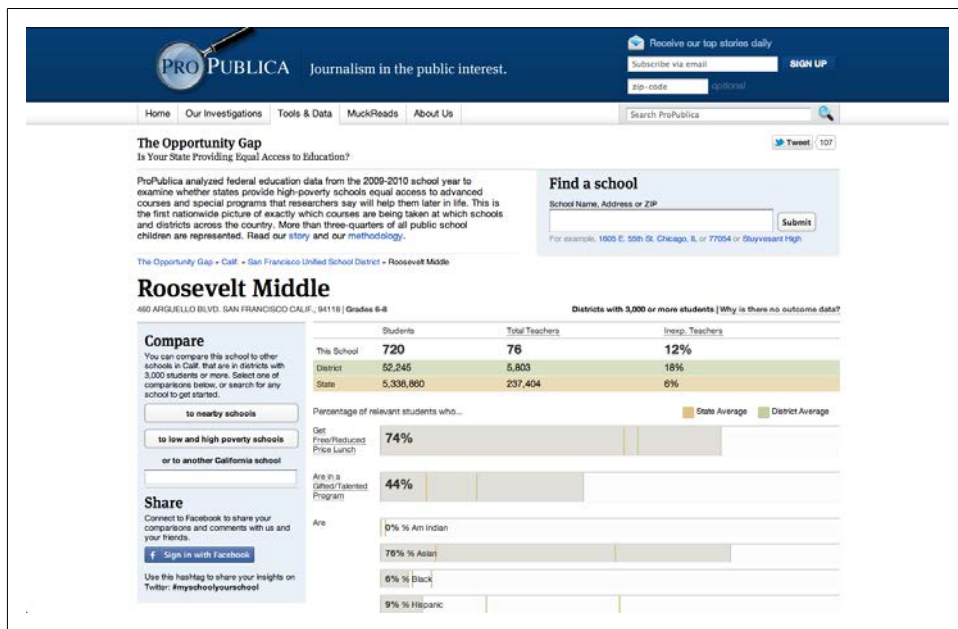 PROPUBLICA Journalism in the public interest.
Receive our top stories daily
Subscribe via email SIGN UP
zip-code optional
Home Our Investigations Tools & Data MuckReads About Us Search ProPublica
The Opportunity Gap
Is Your State Providing Equal Access to Education?
Tweet 107
ProPublica analyzed federal education data from the 2009-2010 school year to
examine whether states provide high-poverty schools equal access to advanced
courses and special programs that researchers say will help them later in life. This is
the first nationwide picture of exactly which courses are being taken at which schools
and districts across the country. More than three-quarters of all public school
children are represented. Read our story and our methodology.
Find a school
School Name, Address or ZIP
Submit
For example, 1605 E. 55th St. Chicago, IL or 77054 or Stuyvesant High
The Opportunity Gap » Calif. » San Francisco Unified School District » Roosevelt Middle
Roosevelt Middle
460 ARGUELLO BLVD. SAN FRANCISCO CALIF., 94118 | Grades 6-8
Districts with 3,000 or more students | Why is there no outcome data?
Compare
You can compare this school to other
schools in Calif. that are in districts with
3,000 students or more. Select one of
comparisons below, or search for any
school to get started.
to nearby schools
to low and high poverty schools
or to another California school
Share
Connect to Facebook to share your
comparisons and comments with us and
your friends.
f Sign in with Facebook
Use this hashtag to share your insights on
Twitter: #myschoolyourschool
Students Total Teachers Inexp. Teachers
This School 720 76 12%
District 52,245 5,803 18%
State 5,338,860 237,404 6%
Percentage of relevant students who... State Average District Average
Get
Free/Reduced
Price Lunch
74%
Are in a
Gifted/Talented
Program
44%
Are
0% % Am Indian
76% % Asian
6% % Black
9% % Hispanic